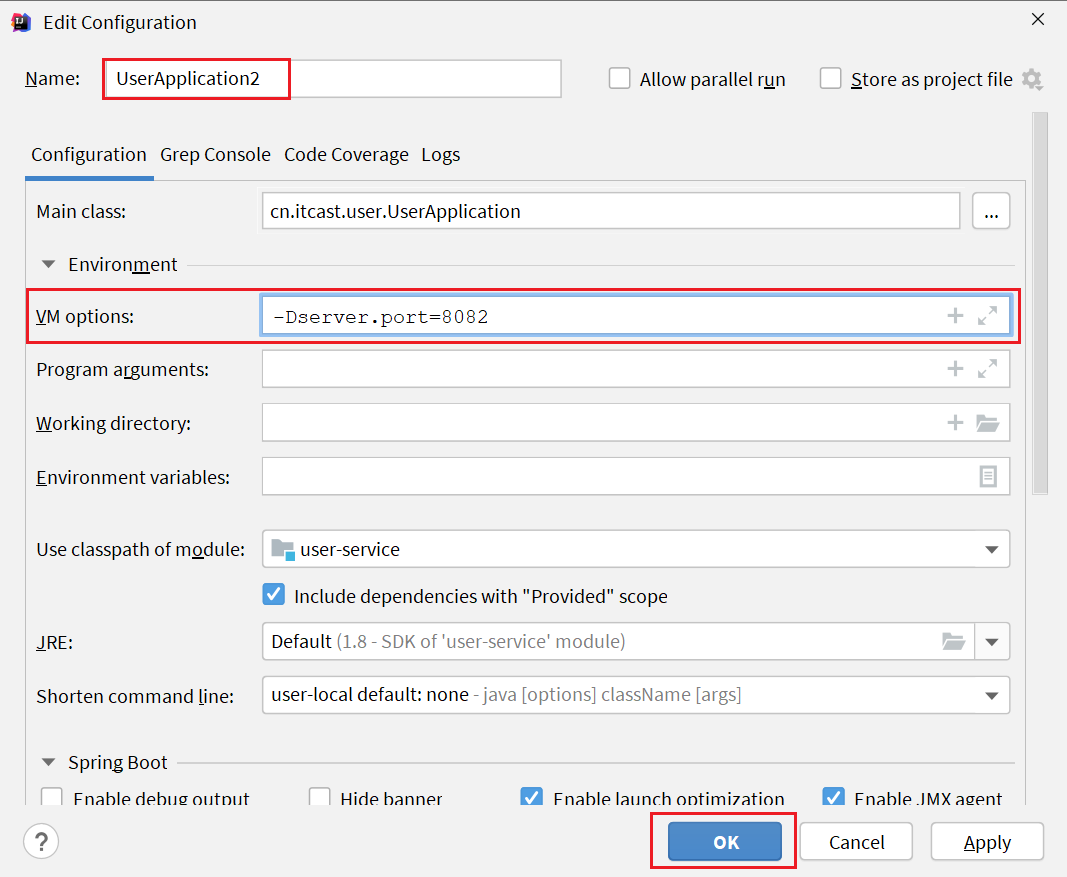 Edit Configuration
Name: UserApplication2 Allow parallel run Store as project file
Configuration Grep Console Code Coverage Logs
Main class: cn.itcast.user.UserApplication ...
Environment
VM options: -Dserver.port=8082
Program arguments:
Working directory:
Environment variables:
Use classpath of module: user-service
Include dependencies with "Provided" scope
JRE: Default (1.8 - SDK of 'user-service' module)
Shorten command line: user-local default: none - java [options] className [args]
Spring Boot
Enable debug output Hide banner Enable launch optimization Enable JMX agent
? OK Cancel Apply